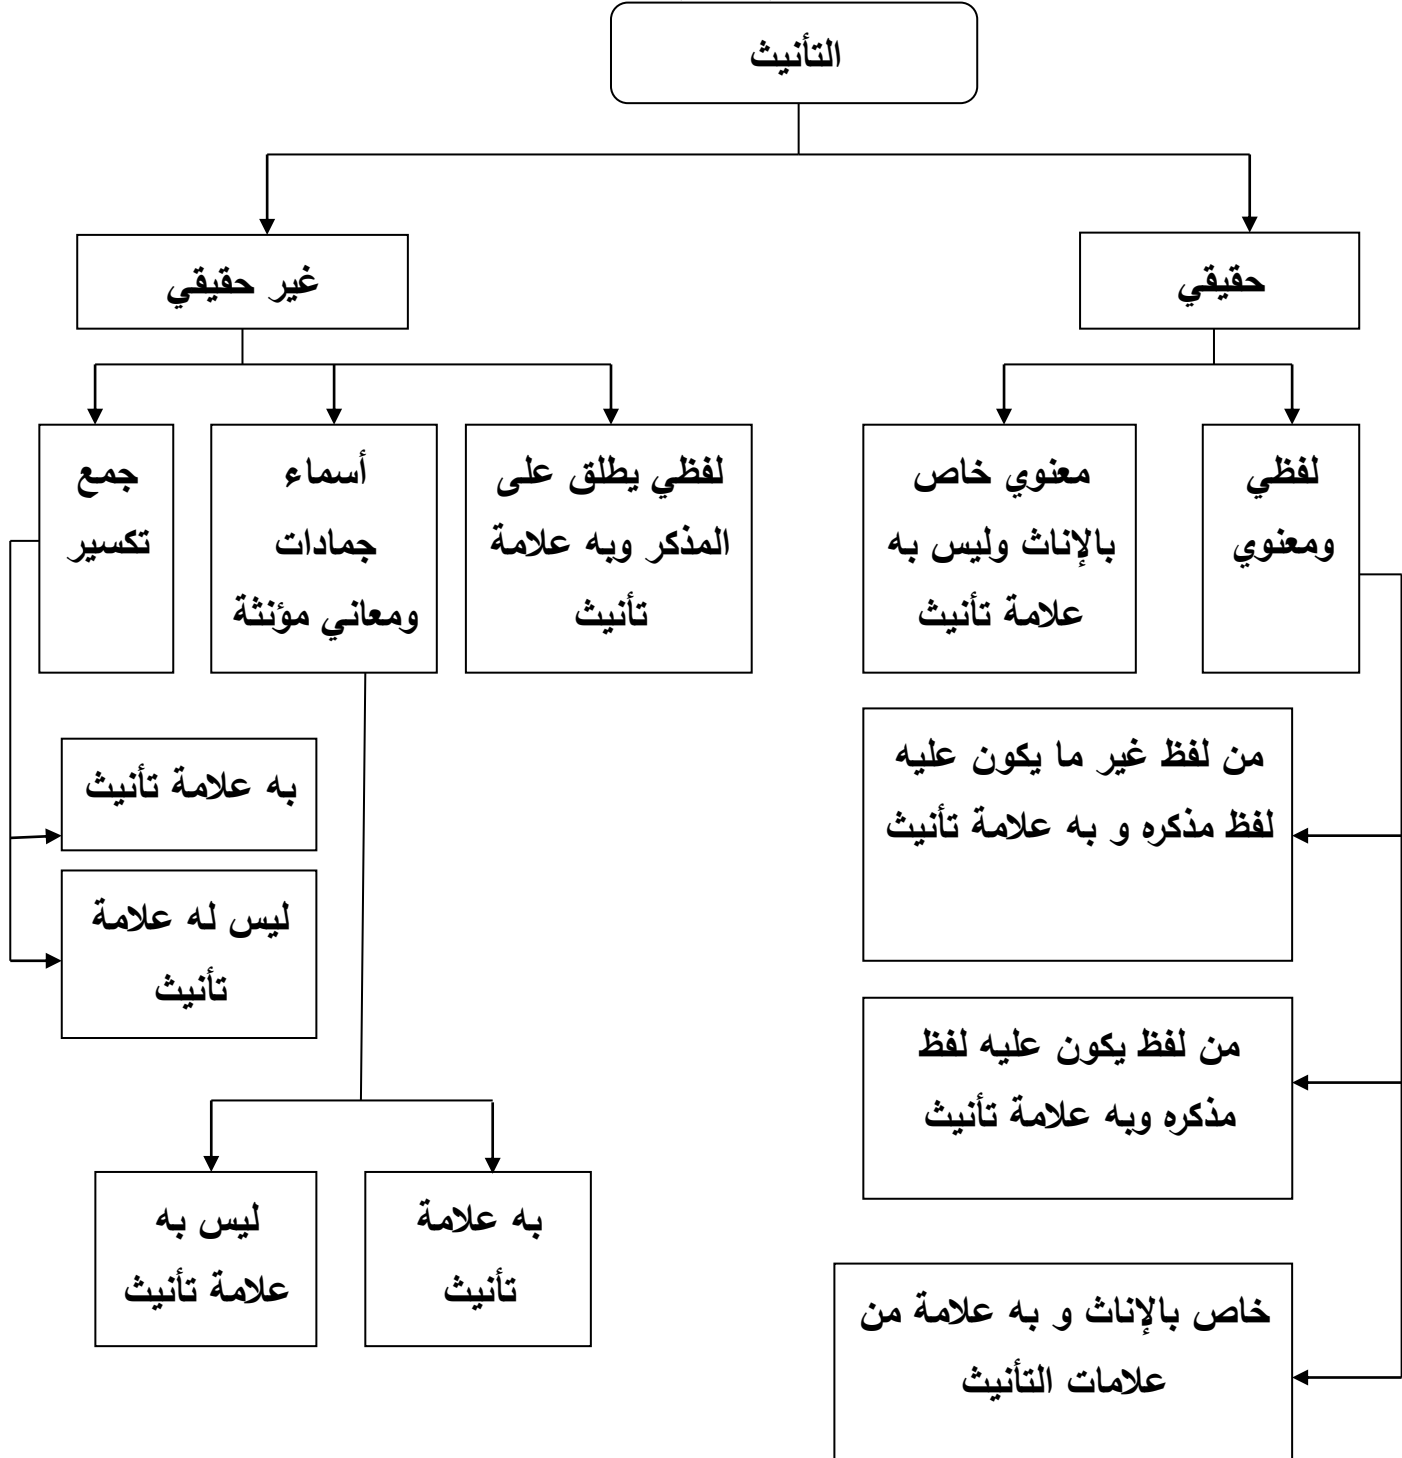 التأنيث
حقيقي
غير حقيقي
لفظي
ومعنوي
معنوي خاص
بالإناث وليس به
علامة تأنيث
لفظي يطلق على
المذكر وبه علامة
تأنيث
أسماء
جمادات
ومعاني مؤنثة
جمع
تكسير
من لفظ غير ما يكون عليه
لفظ مذكره و به علامة تأنيث
به علامة تأنيث
ليس له علامة
تأنيث
من لفظ يكون عليه لفظ
مذكره وبه علامة تأنيث
به علامة
تأنيث
ليس به
علامة تأنيث
خاص بالإناث و به علامة من
علامات التأنيث